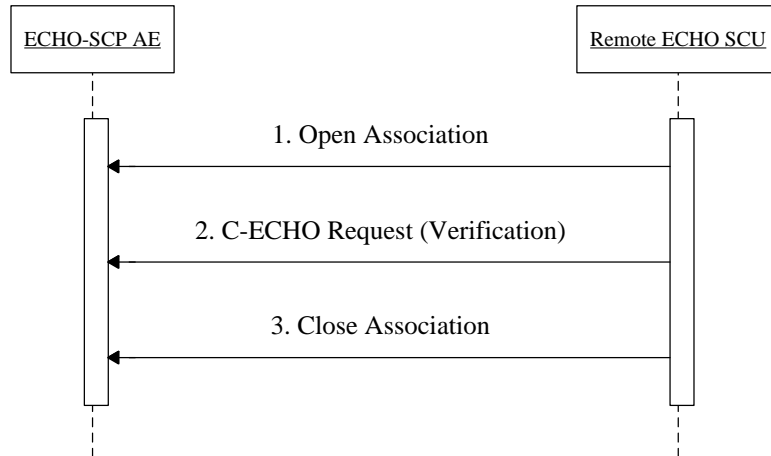 ECHO-SCP AE
Remote ECHO SCU
1. Open Association
2. C-ECHO Request (Verification)
3. Close Association